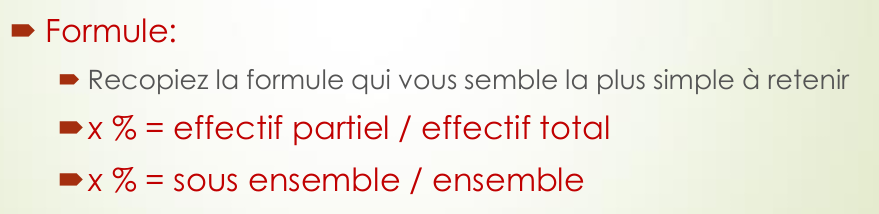 Formule:
Recopiez la formule qui vous semble la plus simple à retenir
x % = effectif partiel / effectif total
x % = sous ensemble / ensemble